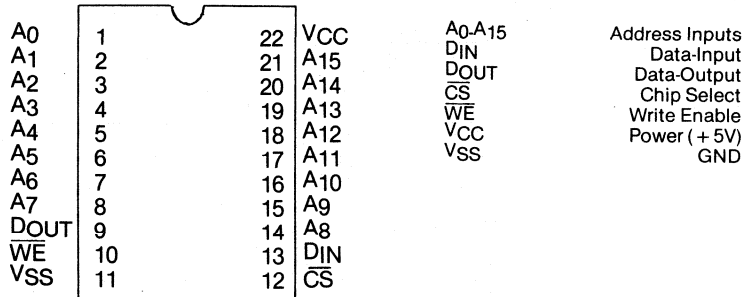 A0 1 22 VCC
A1 2 21 A15
A2 3 20 A14
A3 4 19 A13
A4 5 18 A12
A5 6 17 A11
A6 7 16 A10
A7 8 15 A9
DOUT 9 14 A8
WE 10 13 DIN
VSS 11 12 CS
A0-A15 Address Inputs
DIN Data-Input
DOUT Data-Output
CS Chip Select
WE Write Enable
VCC Power (+5V)
VSS GND